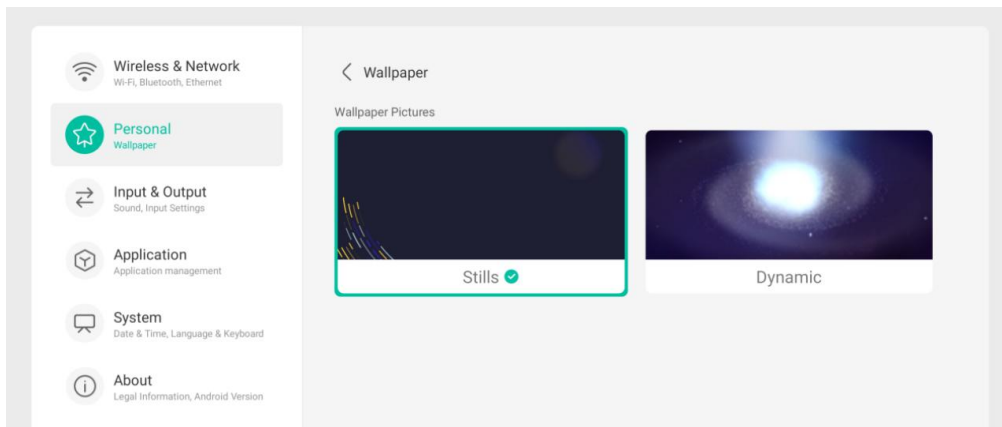 Wireless & Network
Wi-Fi, Bluetooth, Ethernet
Personal
Wallpaper
Input & Output
Sound, Input Settings
Application
Application management
System
Date & Time, Language & Keyboard
About
Legal Information, Android Version
Wallpaper
Wallpaper Pictures
Stills
Dynamic